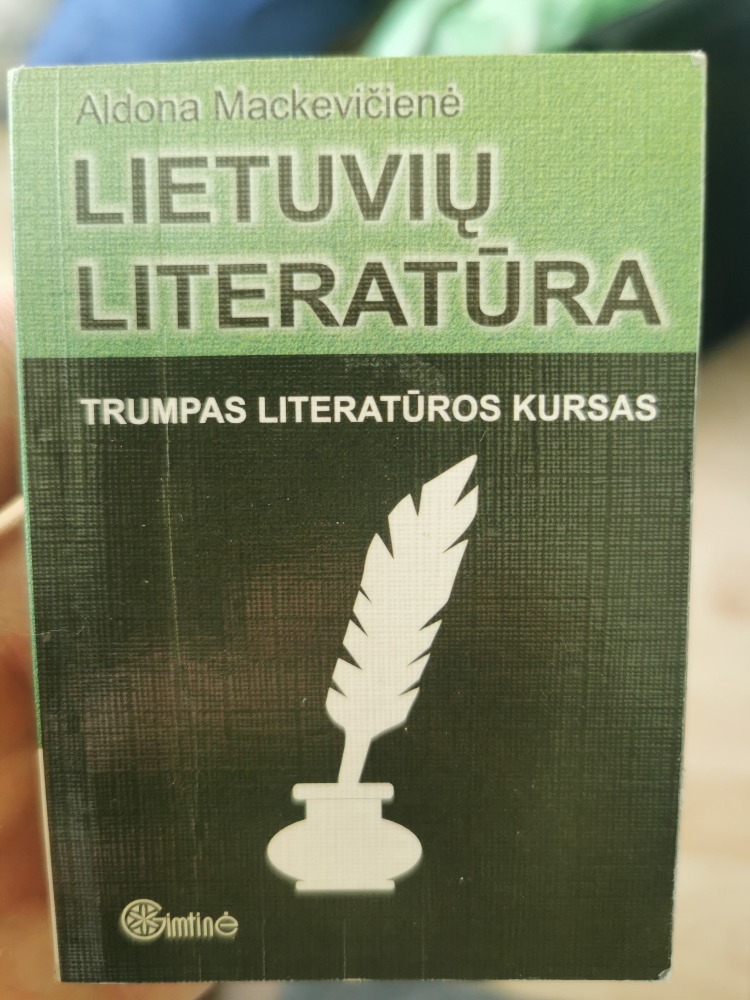 Aldona Mackevičienė
LIETUVIŲ
LITERATŪRA
TRUMPAS LITERATŪROS KURSAS
Gimtinė